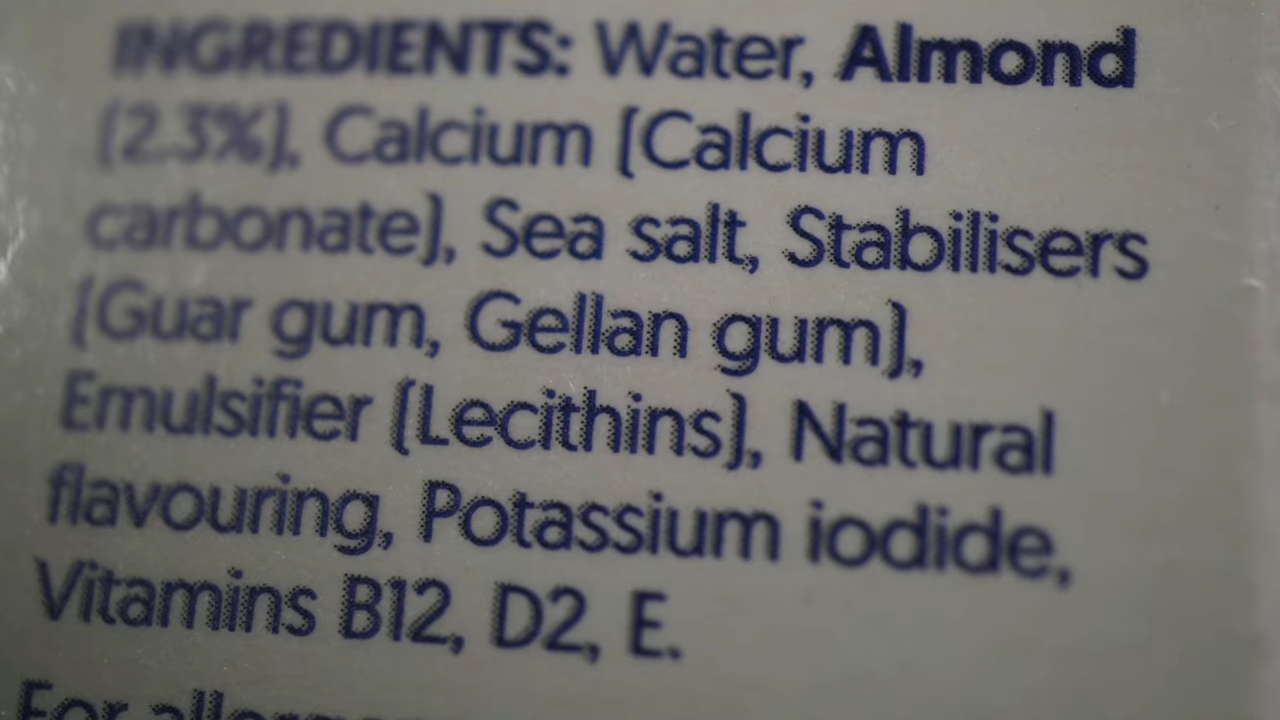 INGREDIENTS: Water, Almond
(2.3%), Calcium (Calcium
carbonate), Sea salt, Stabilisers
(Guar gum, Gellan gum),
Emulsifier (Lecithins), Natural
flavouring, Potassium iodide,
Vitamins B12, D2, E.
For